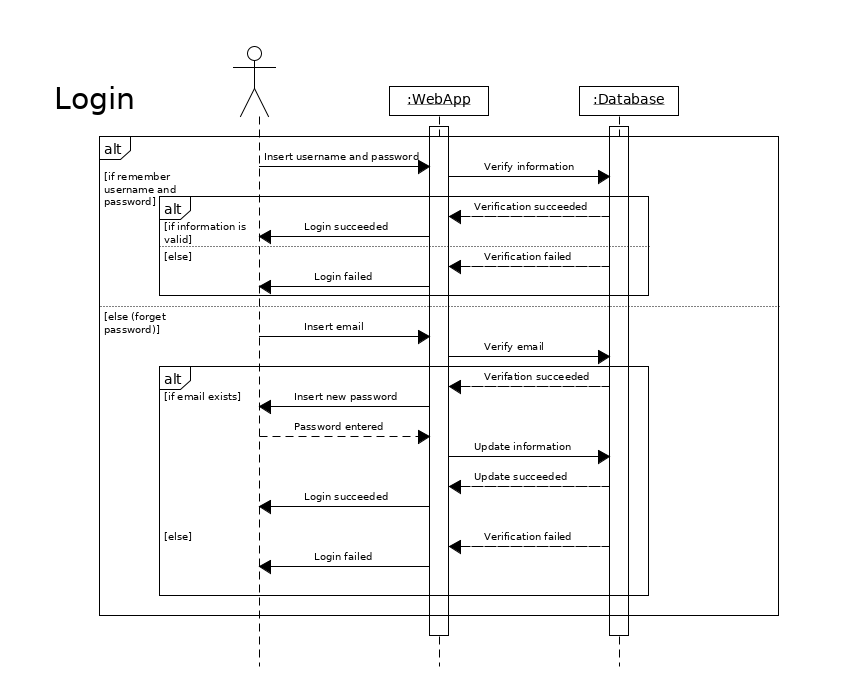 Login
:WebApp
:Database
alt
Insert username and password
Verify information
[if remember
username and
password]
alt
Verification succeeded
[if information is
valid]
Login succeeded
[else]
Verification failed
Login failed
[else (forget
password)]
Insert email
Verify email
alt
Verifation succeeded
[if email exists]
Insert new password
Password entered
Update information
Update succeeded
Login succeeded
[else]
Verification failed
Login failed